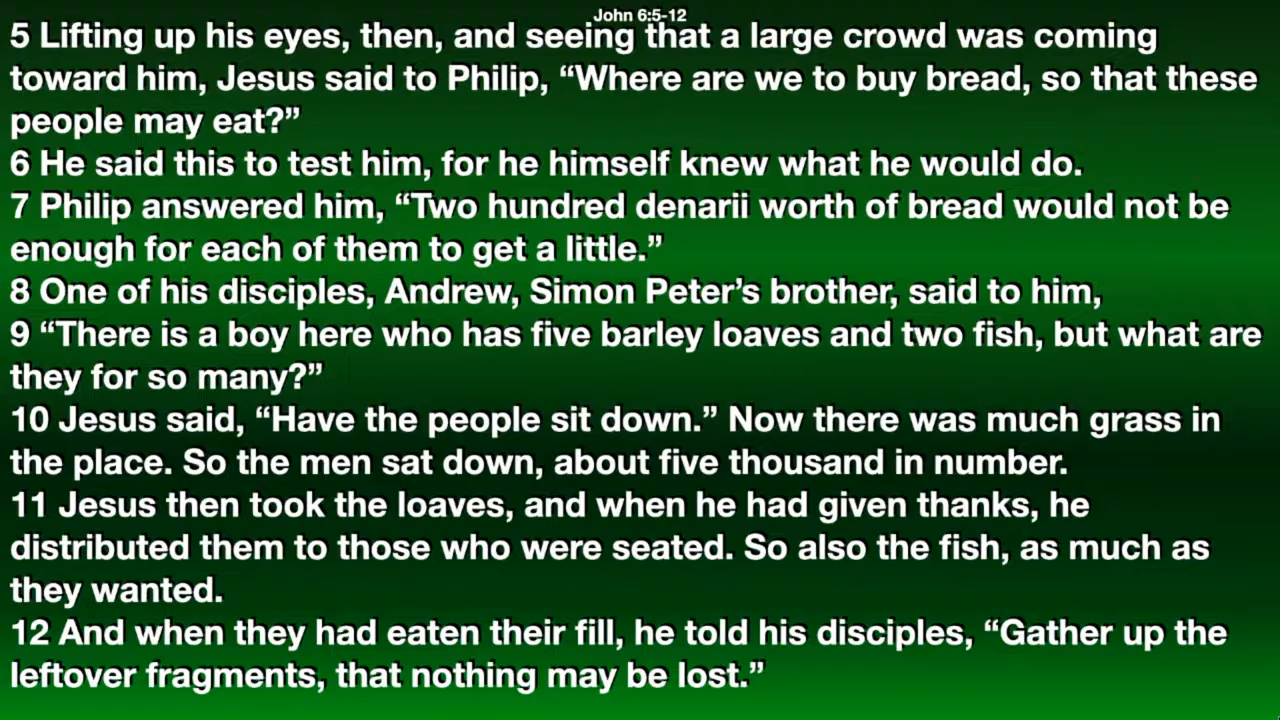 John 6:5-12
5 Lifting up his eyes, then, and seeing that a large crowd was coming
toward him, Jesus said to Philip, “Where are we to buy bread, so that these
people may eat?”
6 He said this to test him, for he himself knew what he would do.
7 Philip answered him, “Two hundred denarii worth of bread would not be
enough for each of them to get a little.”
8 One of his disciples, Andrew, Simon Peter’s brother, said to him,
9 “There is a boy here who has five barley loaves and two fish, but what are
they for so many?”
10 Jesus said, “Have the people sit down.” Now there was much grass in
the place. So the men sat down, about five thousand in number.
11 Jesus then took the loaves, and when he had given thanks, he
distributed them to those who were seated. So also the fish, as much as
they wanted.
12 And when they had eaten their fill, he told his disciples, “Gather up the
leftover fragments, that nothing may be lost.”